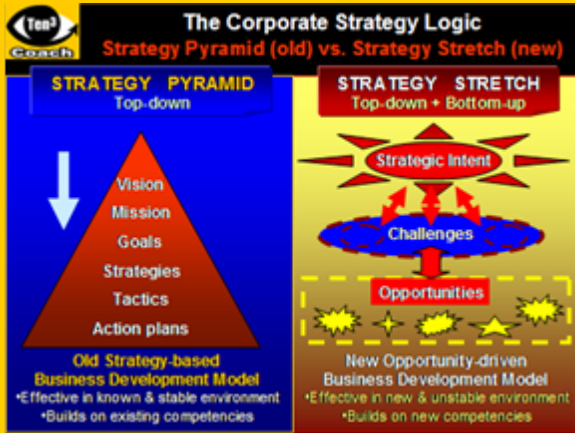 Ten3
Coach
The Corporate Strategy Logic
Strategy Pyramid (old) vs. Strategy Stretch (new)
STRATEGY PYRAMID
Top-down
Vision
Mission
Goals
Strategies
Tactics
Action plans
Old Strategy-based
Business Development Model
•Effective in known & stable environment
•Builds on existing competencies
STRATEGY STRETCH
Top-down + Bottom-up
Strategic Intent
Challenges
Opportunities
New Opportunity-driven
Business Development Model
•Effective in new & unstable environment
•Builds on new competencies